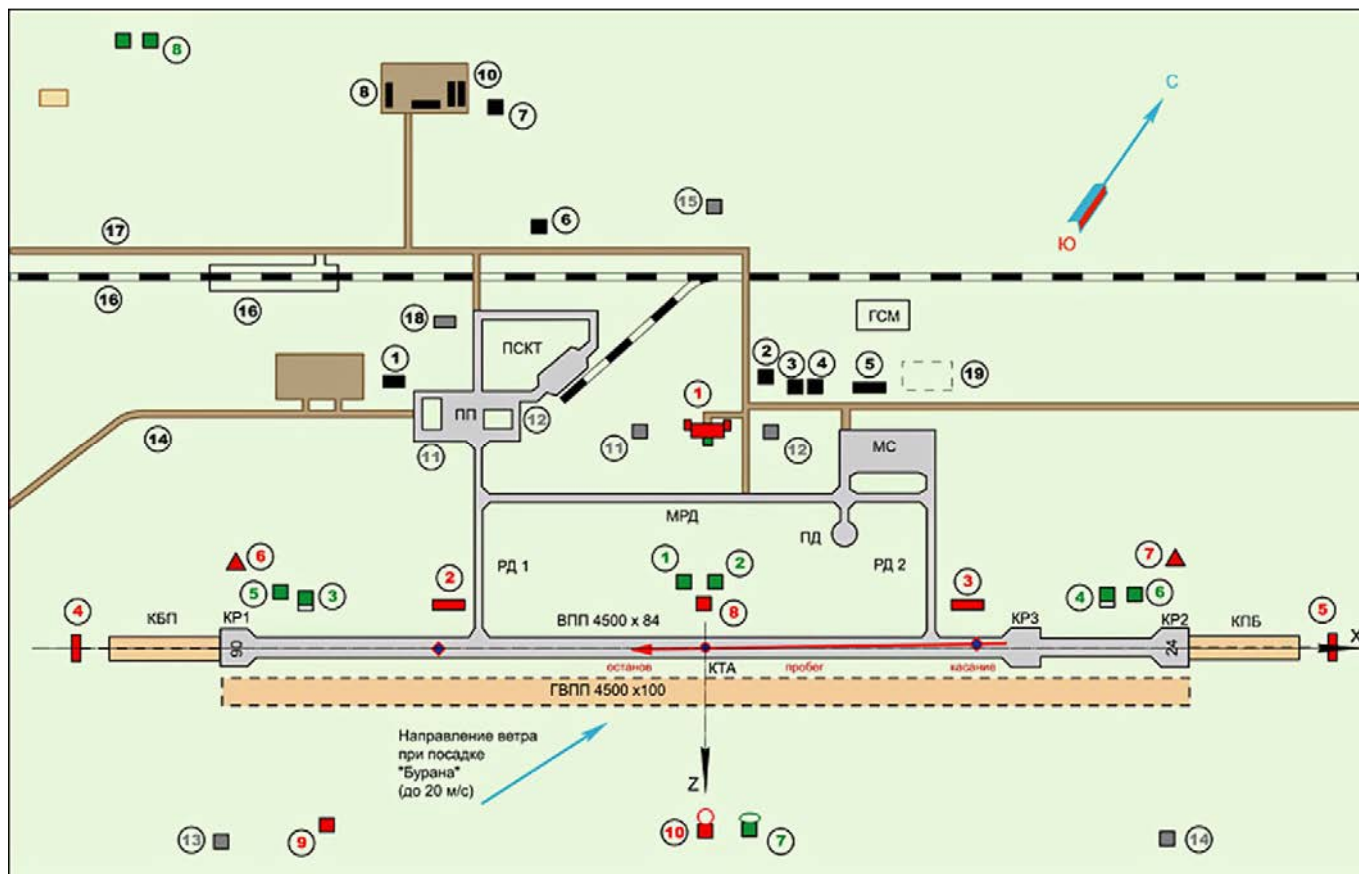 8
8
10
7
С
Ю
15
6
17
16
16
18
ПСКТ
ГСМ
1
2
3
4
5
19
1
ПП
12
11
11
12
14
МС
МРД
ПД
РД 1
РД 2
1
2
6
7
5
3
2
8
3
4
6
4
КБП
КР1
ВПП 4500 x 84
КР3
КР2
КПБ
5
06
24
X
останов
КТА
пробег
касание
ГВПП 4500 x100
Направление ветра
при посадке
"Бурана"
(до 20 м/с)
Z
13
9
10
7
14